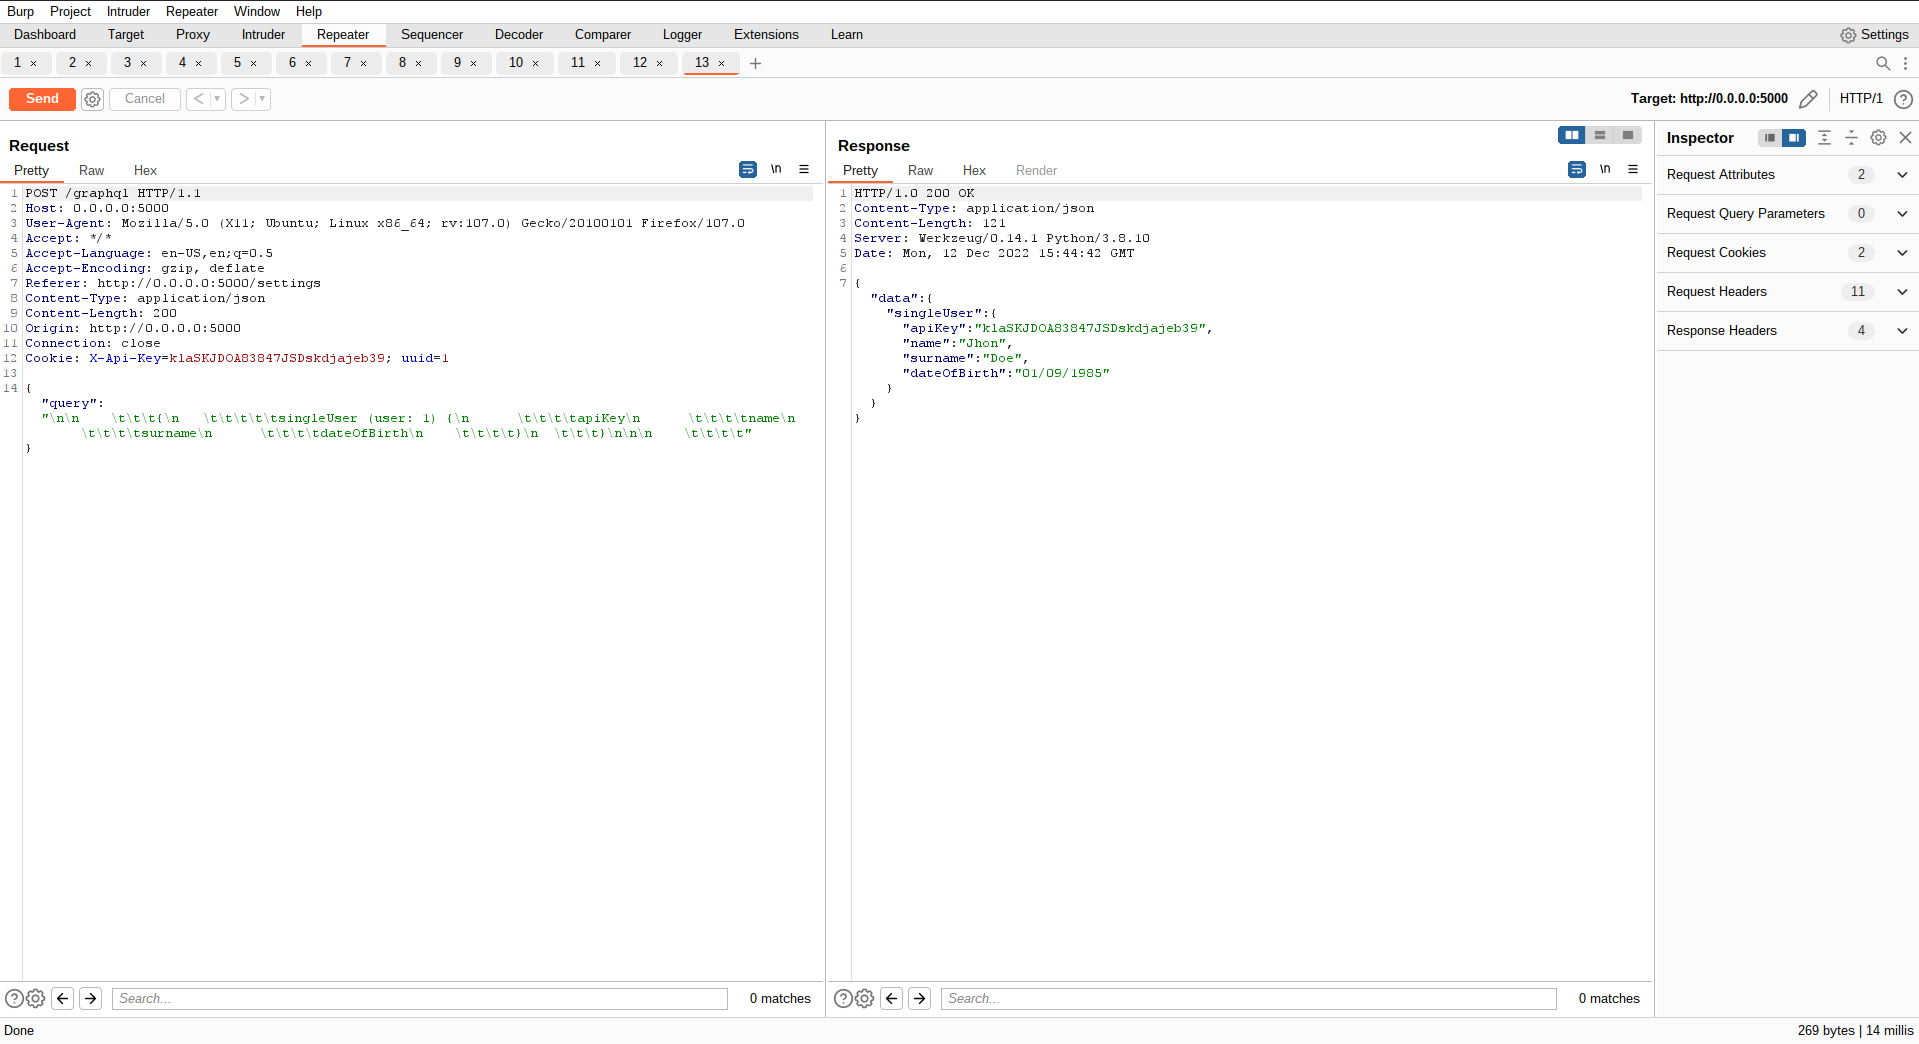 Burp Project Intruder Repeater Window Help
Dashboard Target Proxy Intruder Repeater Sequencer Decoder Comparer Logger Extensions Learn Settings
1 × 2 × 3 × 4 × 5 × 6 × 7 × 8 × 9 × 10 × 11 × 12 × 13 × +
Send Cancel < > Target: http://0.0.0.0:5000 HTTP/1
Request
Pretty Raw Hex \n
1 POST /graphql HTTP/1.1
2 Host: 0.0.0.0:5000
3 User-Agent: Mozilla/5.0 (X11; Ubuntu; Linux x86_64; rv:107.0) Gecko/20100101 Firefox/107.0
4 Accept: */*
5 Accept-Language: en-US,en;q=0.5
6 Accept-Encoding: gzip, deflate
7 Referer: http://0.0.0.0:5000/settings
8 Content-Type: application/json
9 Content-Length: 200
10 Origin: http://0.0.0.0:5000
11 Connection: close
12 Cookie: X-Api-Key=klaSKJDOA83847JSDskdjajeb39; uuid=1
13
14 {
"query":
"\n\n    \t\t\t{\n   \t\t\t\t\tsingleUser (user: 1) {\n      \t\t\t\tapiKey\n      \t\t\t\tname\n
\t\t\t\tsurname\n      \t\t\t\tdateOfBirth\n    \t\t\t\t}\n  \t\t\t}\n\n\n    \t\t\t\t"
}
Search...
0 matches
Response
Pretty Raw Hex Render \n
1 HTTP/1.0 200 OK
2 Content-Type: application/json
3 Content-Length: 121
4 Server: Werkzeug/0.14.1 Python/3.8.10
5 Date: Mon, 12 Dec 2022 15:44:42 GMT
6
7 {
"data":{
"singleUser":{
"apiKey":"klaSKJDOA83847JSDskdjajeb39",
"name":"Jhon",
"surname":"Doe",
"dateOfBirth":"01/09/1985"
}
}
}
Search...
0 matches
Inspector
Request Attributes 2
Request Query Parameters 0
Request Cookies 2
Request Headers 11
Response Headers 4
Done
269 bytes | 14 millis